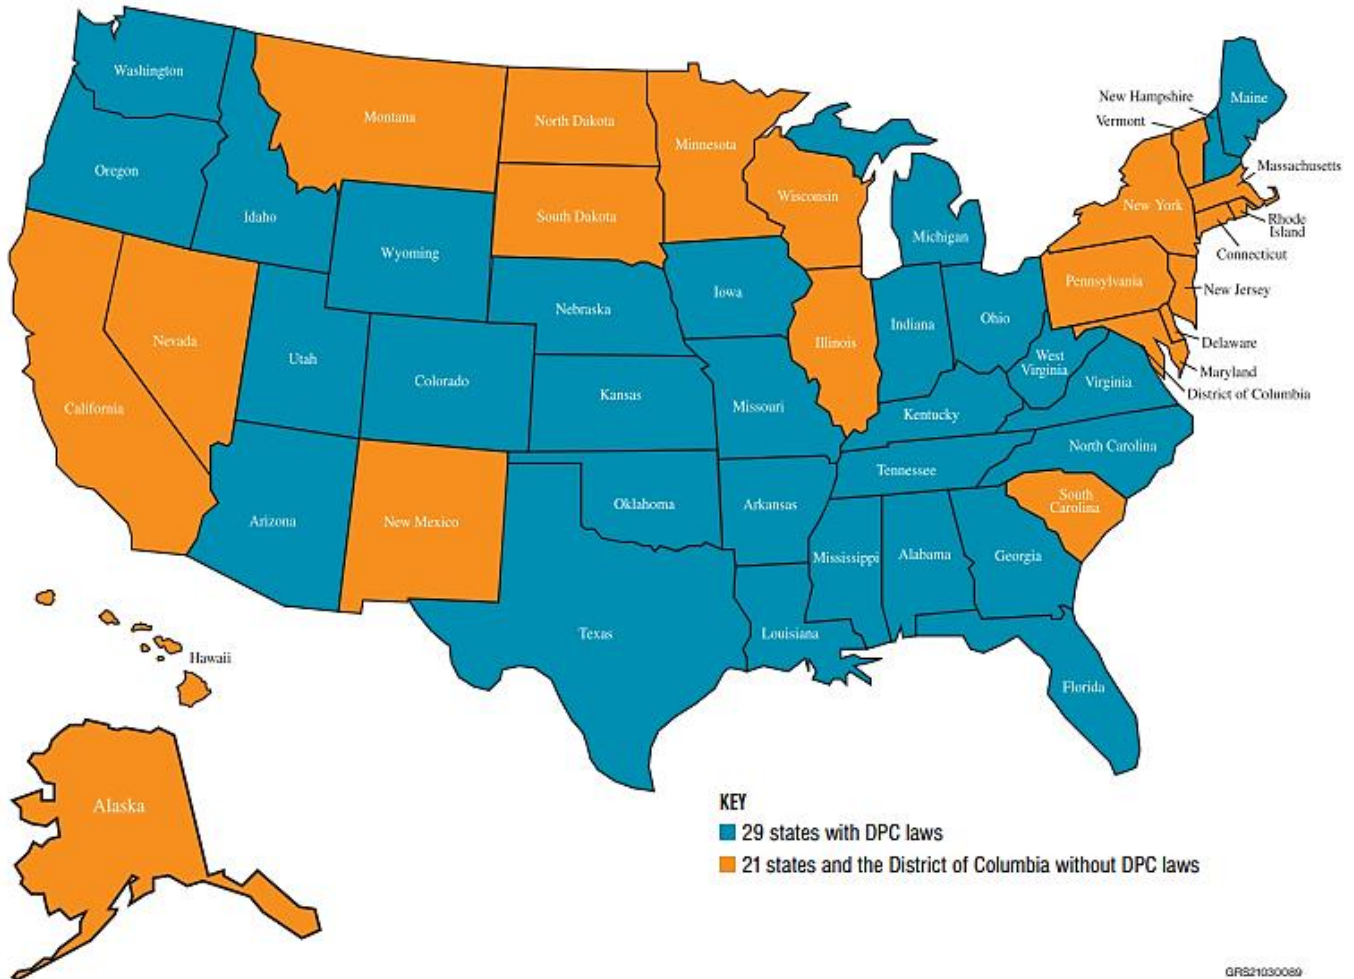 Washington
Oregon
Idaho
Montana
North Dakota
Minnesota
South Dakota
Wisconsin
Wyoming
Michigan
New Hampshire
Vermont
Maine
Massachusetts
New York
Rhode
Island
Connecticut
Pennsylvania
New Jersey
Delaware
Maryland
District of Columbia
California
Nevada
Utah
Colorado
Nebraska
Iowa
Kansas
Missouri
Illinois
Indiana
Ohio
West
Virginia
Virginia
Kentucky
North Carolina
Tennessee
South
Carolina
Arizona
New Mexico
Oklahoma
Arkansas
Texas
Louisiana
Mississippi
Alabama
Georgia
Florida
Hawaii
Alaska
KEY
29 states with DPC laws
21 states and the District of Columbia without DPC laws
GRS21030089